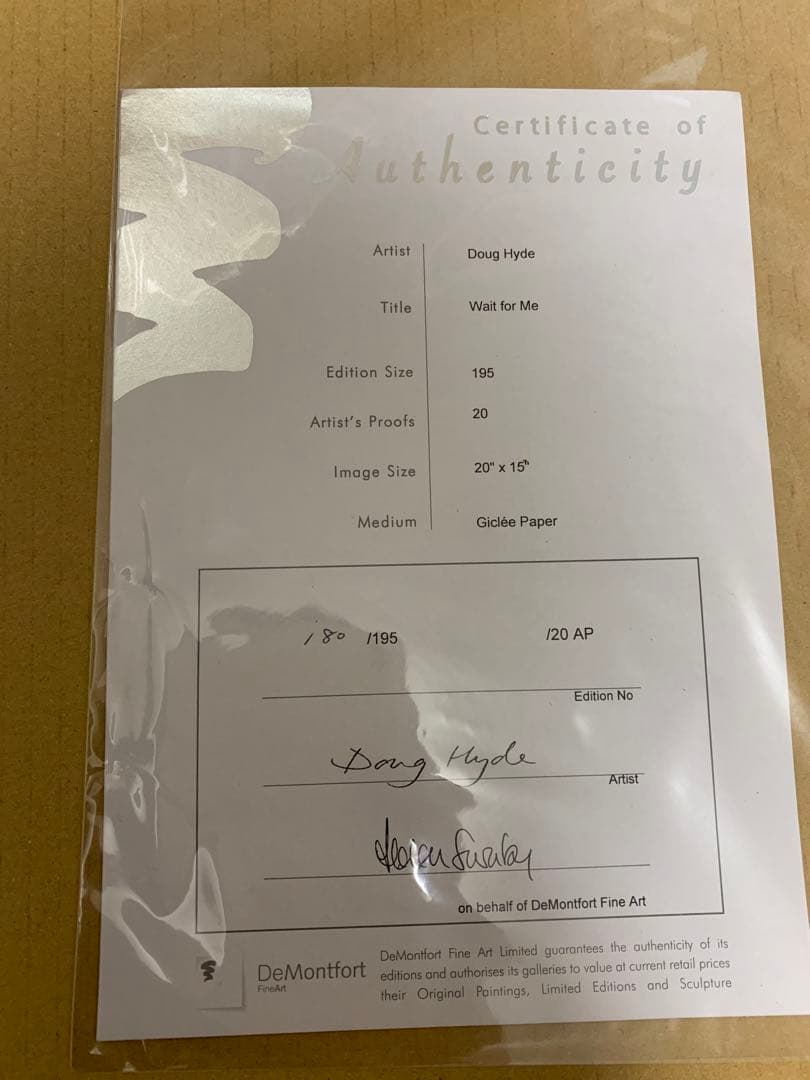 Certificate of
Authenticity
Artist Doug Hyde
Title Wait for Me
Edition Size 195
Artist's Proofs 20
Image Size 20" x 15"
Medium Giclée Paper
180 /195 /20 AP
Edition No
Doug Hyde
Artist
on behalf of DeMontfort Fine Art
DeMontfort
FineArt
DeMontfort Fine Art Limited guarantees the authenticity of its
editions and authorises its galleries to value at current retail prices
their Original Paintings, Limited Editions and Sculpture